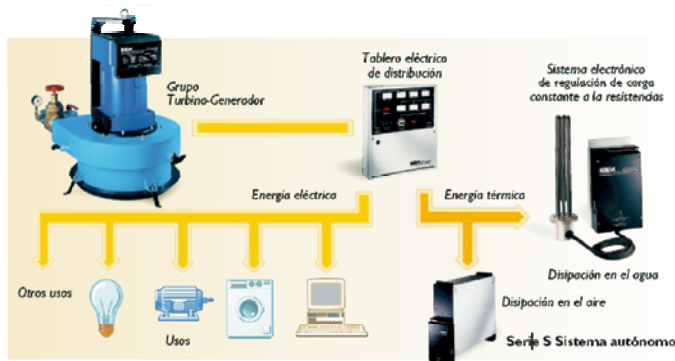 Grupo
Turbina-Generador
Tablero eléctrico
de distribución
Sistema electrónico
de regulación de carga
constante a la resistencias
Energía eléctrica
Energía térmica
Otros usos
Usos
Disipación en el agua
Disipación en el aire
Serie S Sistema autónomo